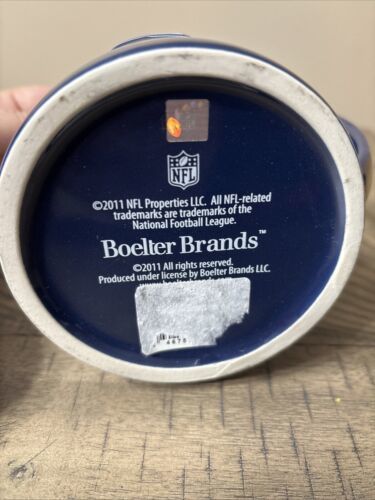 NFL
©2011 NFL Properties LLC. All NFL-related
trademarks are trademarks of the
National Football League.
Boelter Brands™
©2011 All rights reserved.
Produced under license by Boelter Brands LLC.
4675